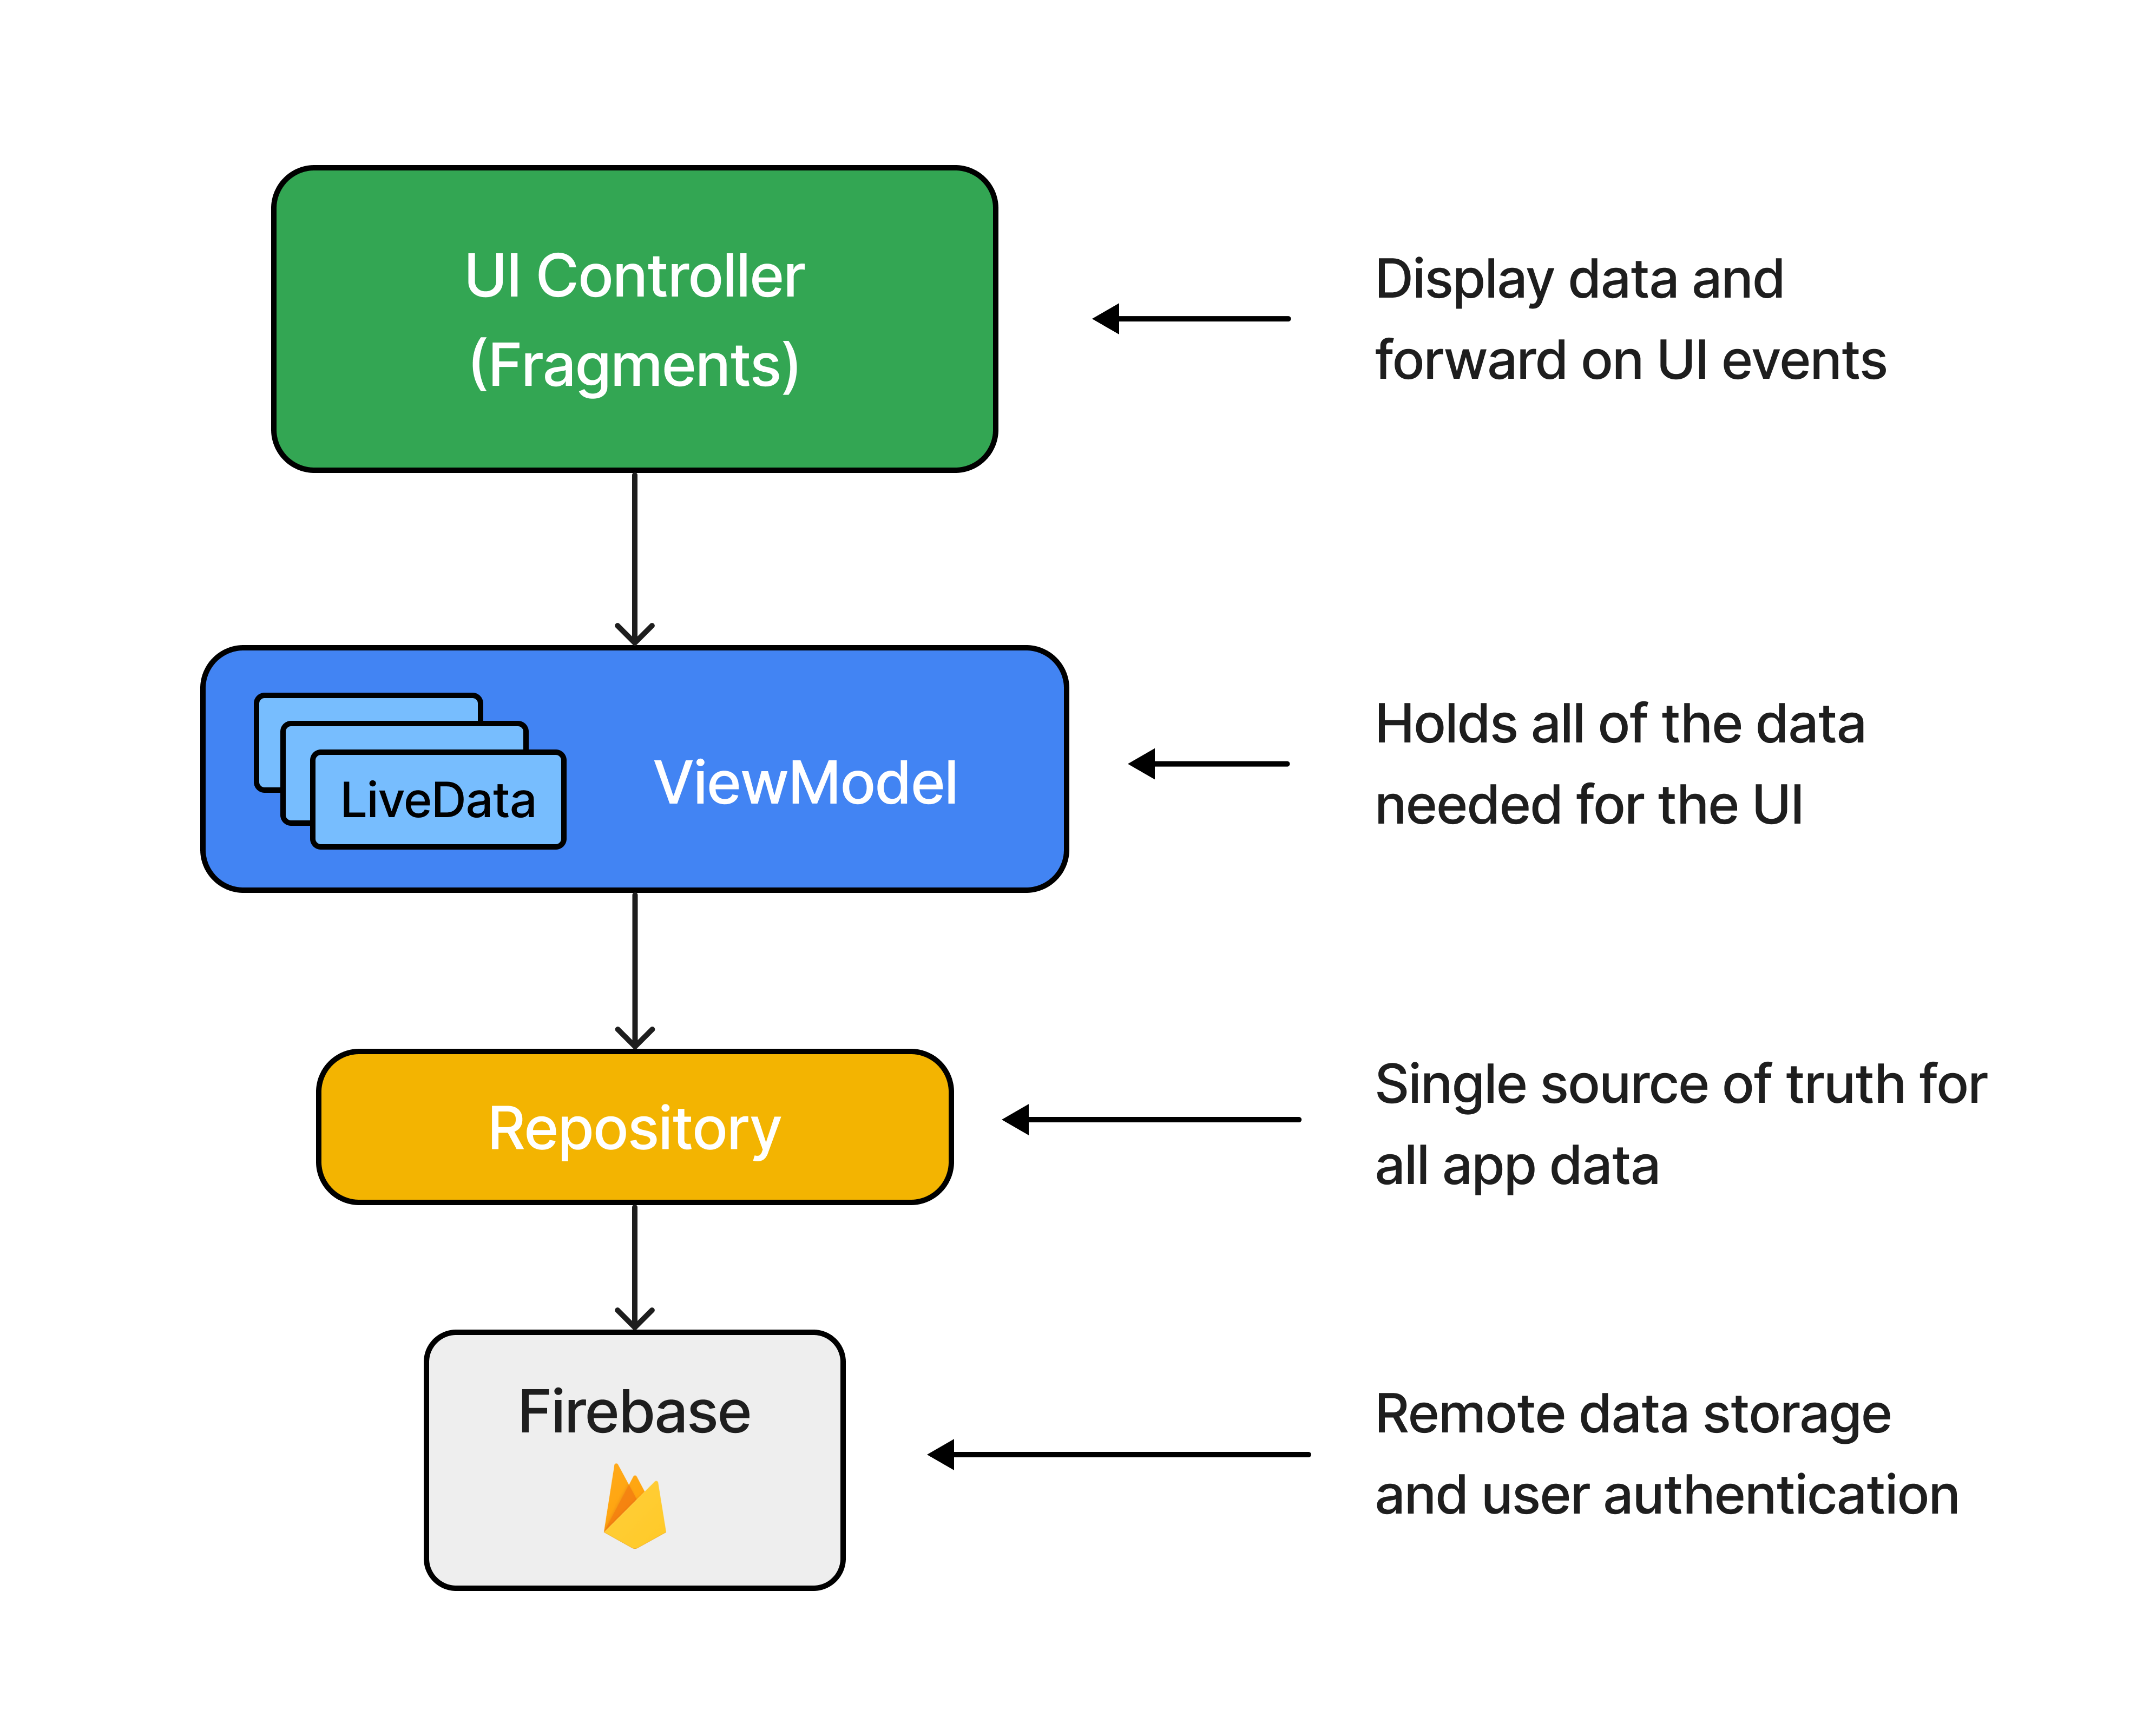 UI Controller
(Fragments)
Display data and
forward on UI events
LiveData
ViewModel
Holds all of the data
needed for the UI
Repository
Single source of truth for
all app data
Firebase
Remote data storage
and user authentication